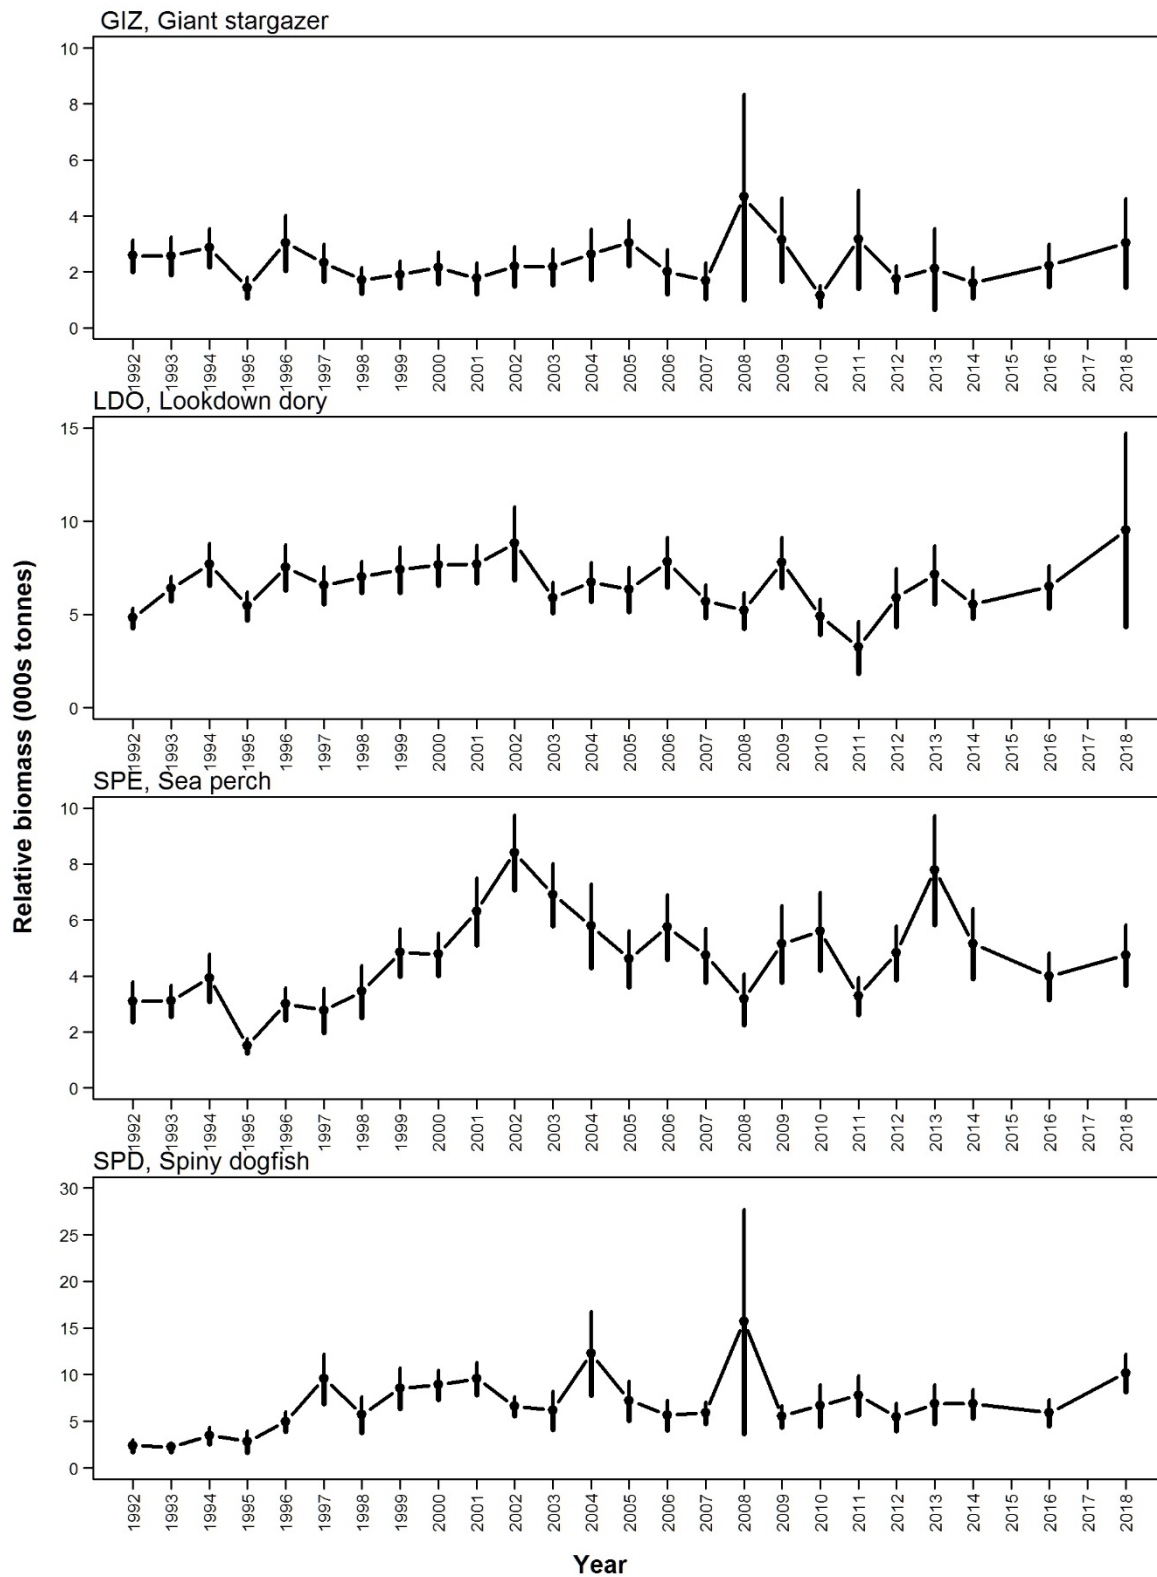 GIZ, Giant stargazer
10
8
6
4
2
0
1992 1993 1994 1995 1996 1997 1998 1999 2000 2001 2002 2003 2004 2005 2006 2007 2008 2009 2010 2011 2012 2013 2014 2015 2016 2017 2018
LDO, Lookdown dory
15
10
5
0
1992 1993 1994 1995 1996 1997 1998 1999 2000 2001 2002 2003 2004 2005 2006 2007 2008 2009 2010 2011 2012 2013 2014 2015 2016 2017 2018
SPE, Sea perch
10
8
6
4
2
0
1992 1993 1994 1995 1996 1997 1998 1999 2000 2001 2002 2003 2004 2005 2006 2007 2008 2009 2010 2011 2012 2013 2014 2015 2016 2017 2018
SPD, Spiny dogfish
30
25
20
15
10
5
0
1992 1993 1994 1995 1996 1997 1998 1999 2000 2001 2002 2003 2004 2005 2006 2007 2008 2009 2010 2011 2012 2013 2014 2015 2016 2017 2018
Relative biomass (000s tonnes)
Year